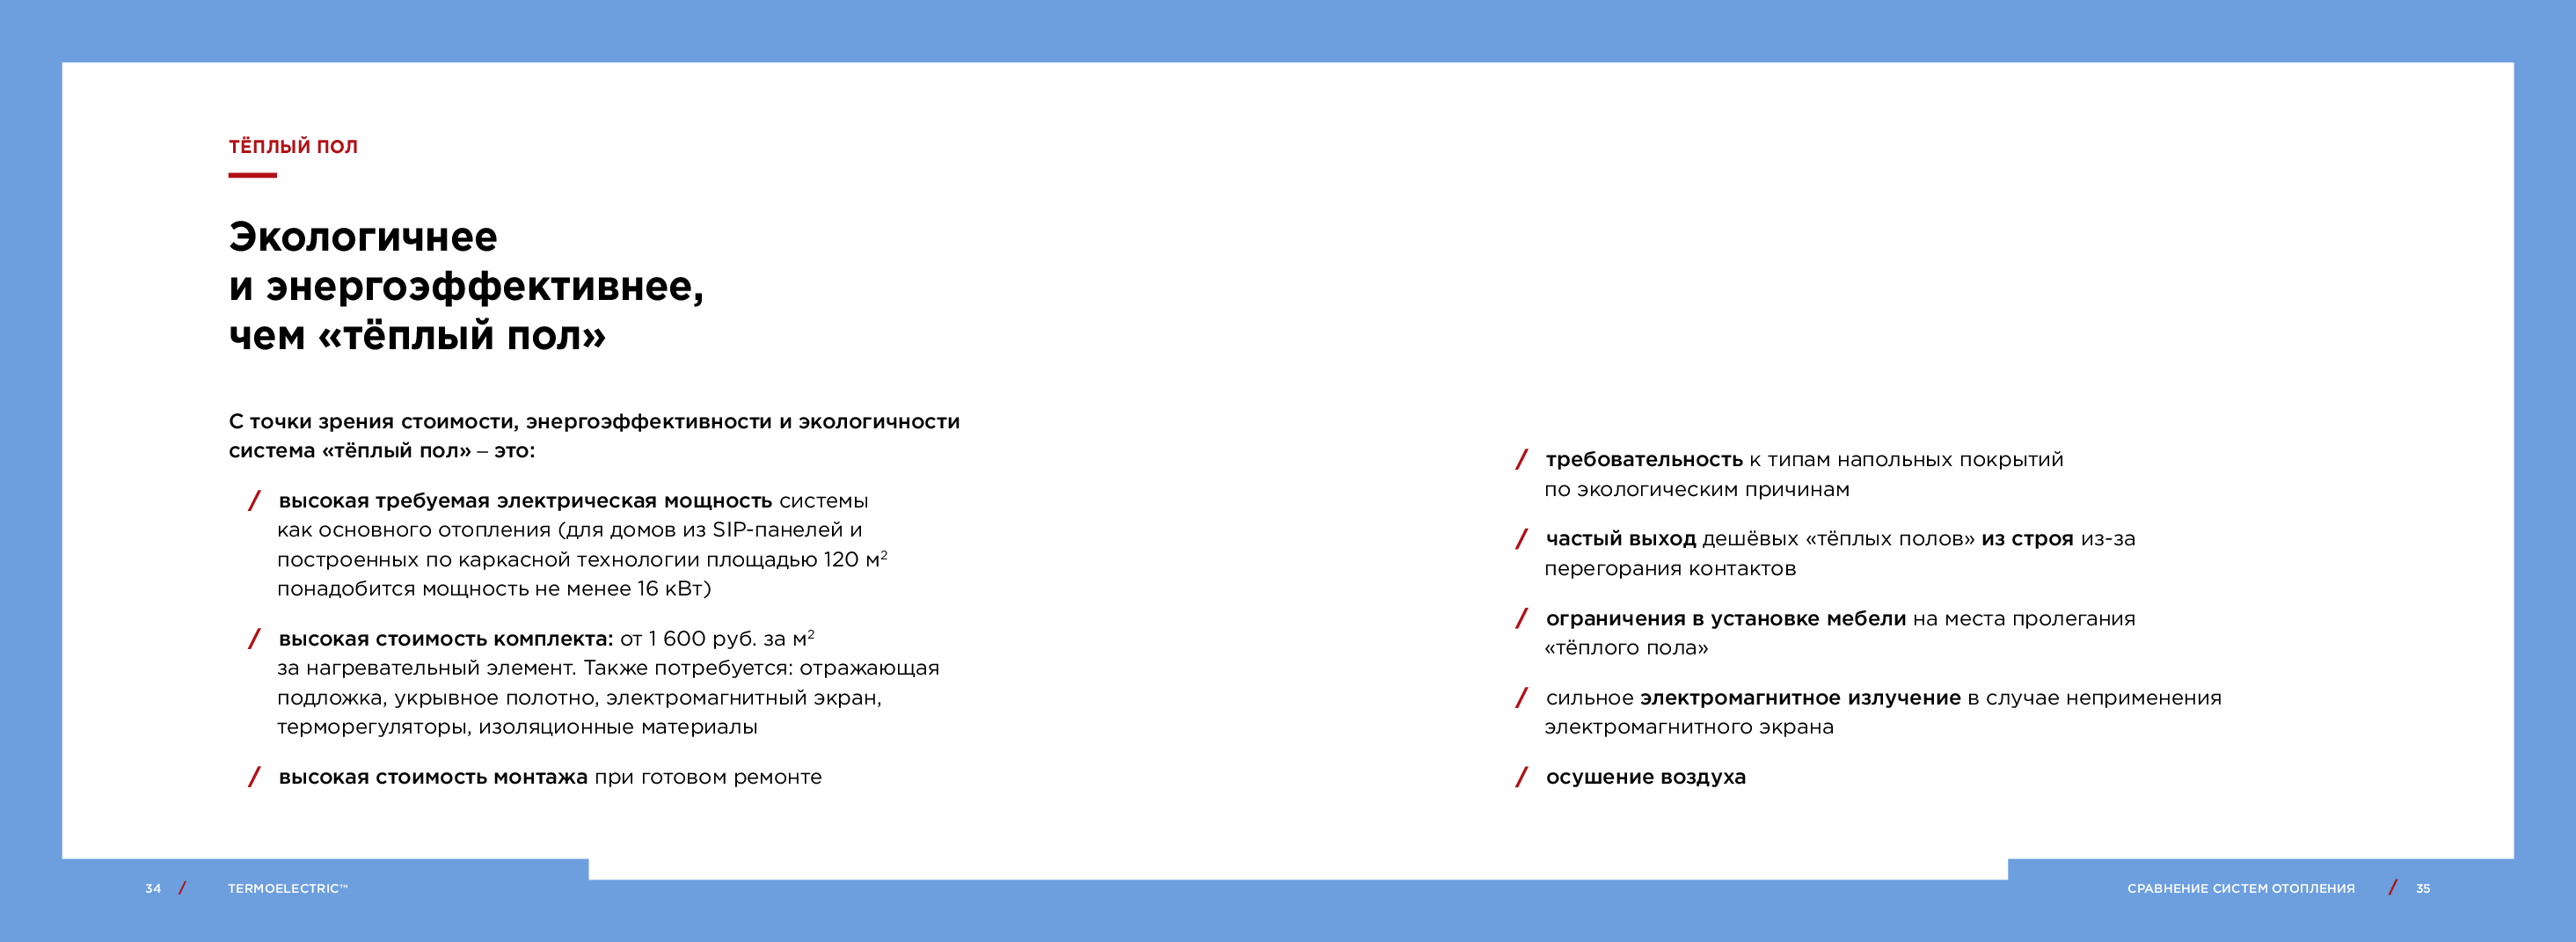 ТЁПЛЫЙ ПОЛ
Экологичнее
и энергоэффективнее,
чем «тёплый пол»
С точки зрения стоимости, энергоэффективности и экологичности
система «тёплый пол» – это:
/ высокая требуемая электрическая мощность системы
как основного отопления (для домов из SIP-панелей и
построенных по каркасной технологии площадью 120 м²
понадобится мощность не менее 16 кВт)
/ высокая стоимость комплекта: от 1 600 руб. за м²
за нагревательный элемент. Также потребуется: отражающая
подложка, укрывное полотно, электромагнитный экран,
терморегуляторы, изоляционные материалы
/ высокая стоимость монтажа при готовом ремонте
/ требовательность к типам напольных покрытий
по экологическим причинам
/ частый выход дешёвых «тёплых полов» из строя из-за
перегорания контактов
/ ограничения в установке мебели на места пролегания
«тёплого пола»
/ сильное электромагнитное излучение в случае неприменения
электромагнитного экрана
/ осушение воздуха
34 / TERMOELECTRIC™
СРАВНЕНИЕ СИСТЕМ ОТОПЛЕНИЯ / 35